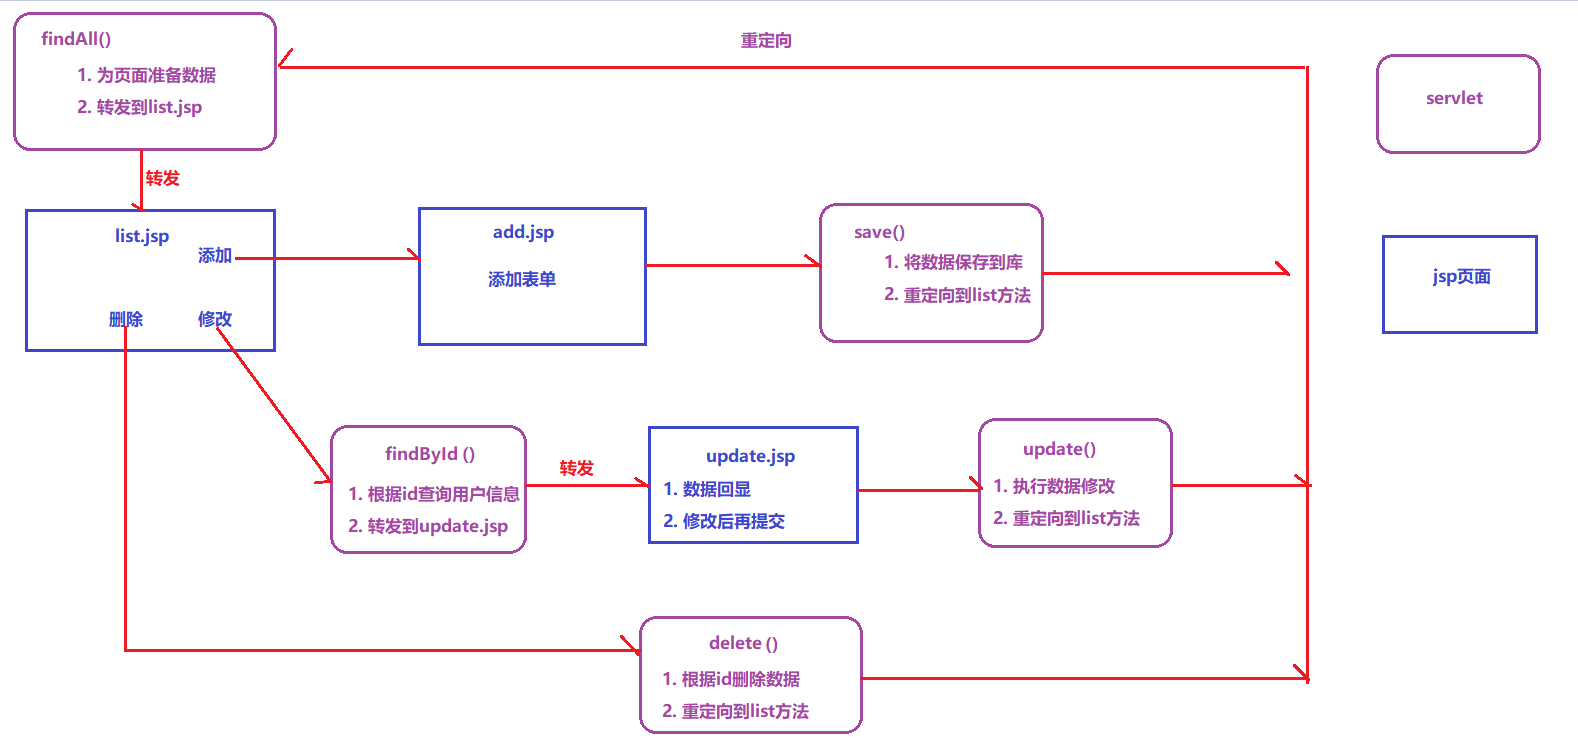 findAll()
1. 为页面准备数据
2. 转发到list.jsp
重定向
servlet
转发
list.jsp
添加
删除
修改
add.jsp
添加表单
save()
1. 将数据保存到库
2. 重定向到list方法
jsp页面
findById ()
1. 根据id查询用户信息
2. 转发到update.jsp
转发
update.jsp
1. 数据回显
2. 修改后再提交
update()
1. 执行数据修改
2. 重定向到list方法
delete ()
1. 根据id删除数据
2. 重定向到list方法